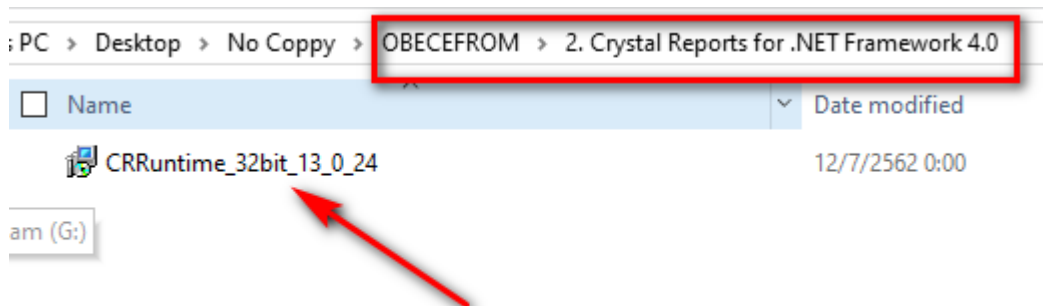 s PC > Desktop > No Coppy > OBECEFROM > 2. Crystal Reports for .NET Framework 4.0
Name Date modified
CRRuntime_32bit_13_0_24 12/7/2562 0:00
am (G:)